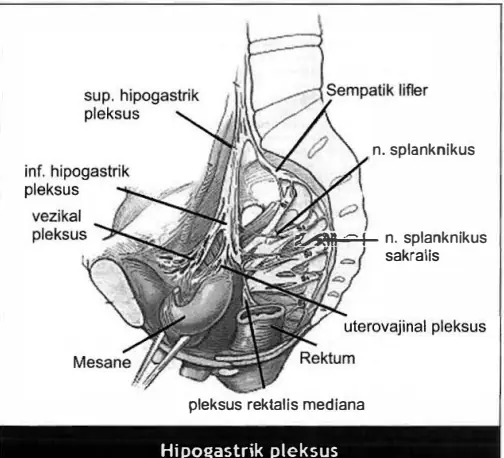 sup. hipogastrik
pleksus
Sempatik lifler
n. splanknikus
inf. hipogastrik
pleksus
vezikal
pleksus
n. splanknikus
sakralis
uterovajinal pleksus
Mesane
Rektum
pleksus rektalis mediana
Hipogastrik pleksus